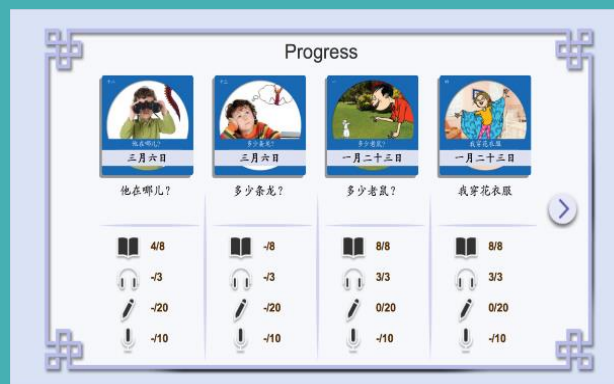 Progress
十一
他在哪儿?
三月六日
他在哪儿?
4/8
-/3
-/20
-/10
多少条龙?
三月六日
多少条龙?
-/8
-/3
-/20
-/10
多少老鼠?
一月二十三日
多少老鼠?
8/8
3/3
0/20
-/10
我穿花衣服
一月二十三日
我穿花衣服
8/8
3/3
0/20
-/10